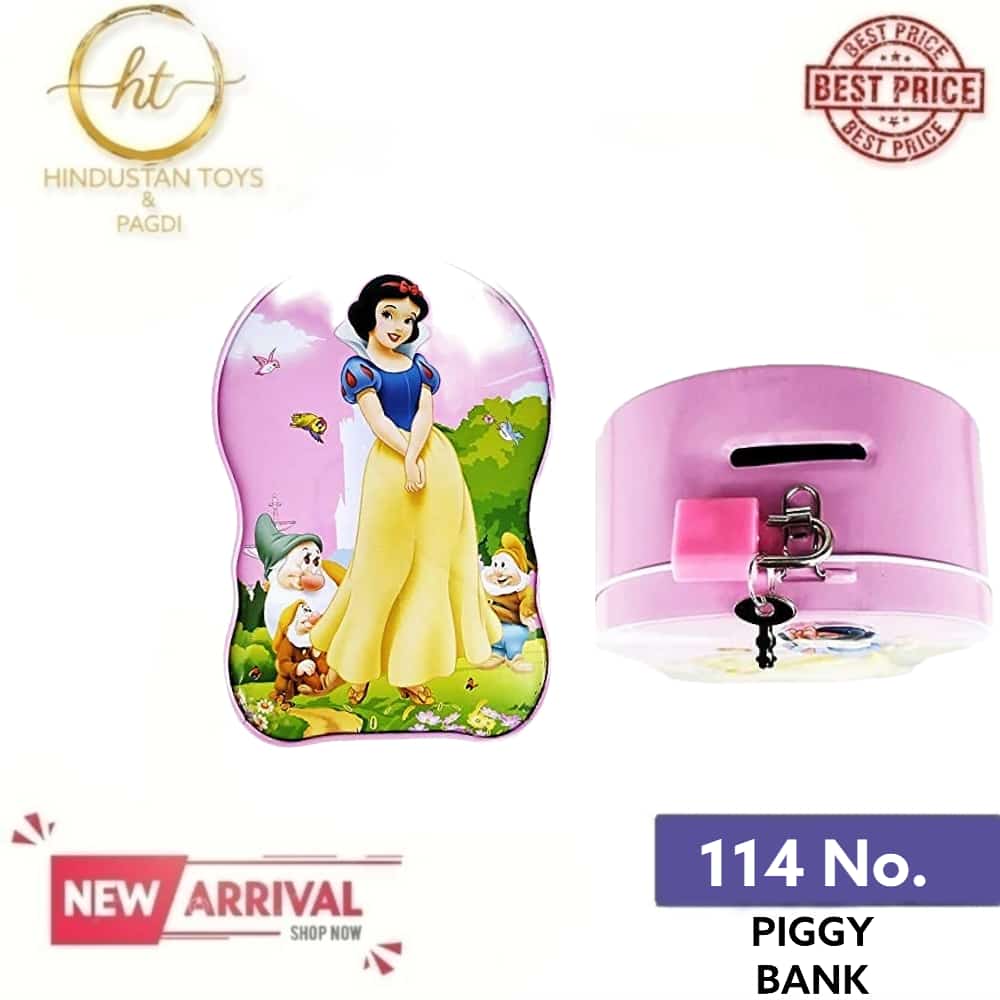 ht
HINDUSTAN TOYS
&
PAGDI
BEST PRICE
BEST PRICE
BEST PRICE
NEW ARRIVAL
SHOP NOW
114 No.
PIGGY
BANK